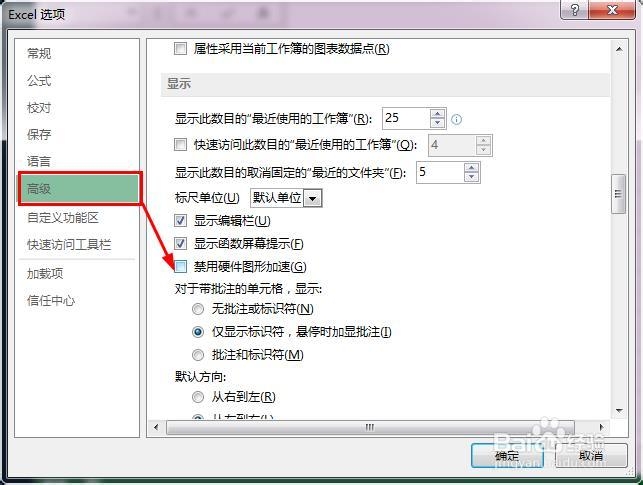 Excel 选项
常规
公式
校对
保存
语言
高级
自定义功能区
快速访问工具栏
加载项
信任中心
属性采用当前工作簿的图表数据点(R)
显示
显示此数目的“最近使用的工作簿”(R): 25
快速访问此数目的“最近使用的工作簿”(Q): 4
显示此数目的取消固定的“最近的文件夹”(F): 5
标尺单位(U) 默认单位
显示编辑栏(U)
显示函数屏幕提示(F)
禁用硬件图形加速(G)
对于带批注的单元格，显示:
无批注或标识符(N)
仅显示标识符，悬停时加显批注(I)
批注和标识符(M)
默认方向:
从右到左(R)
从左到右(L)
确定 取消
Baidu 经验
jingyan.baidu.com